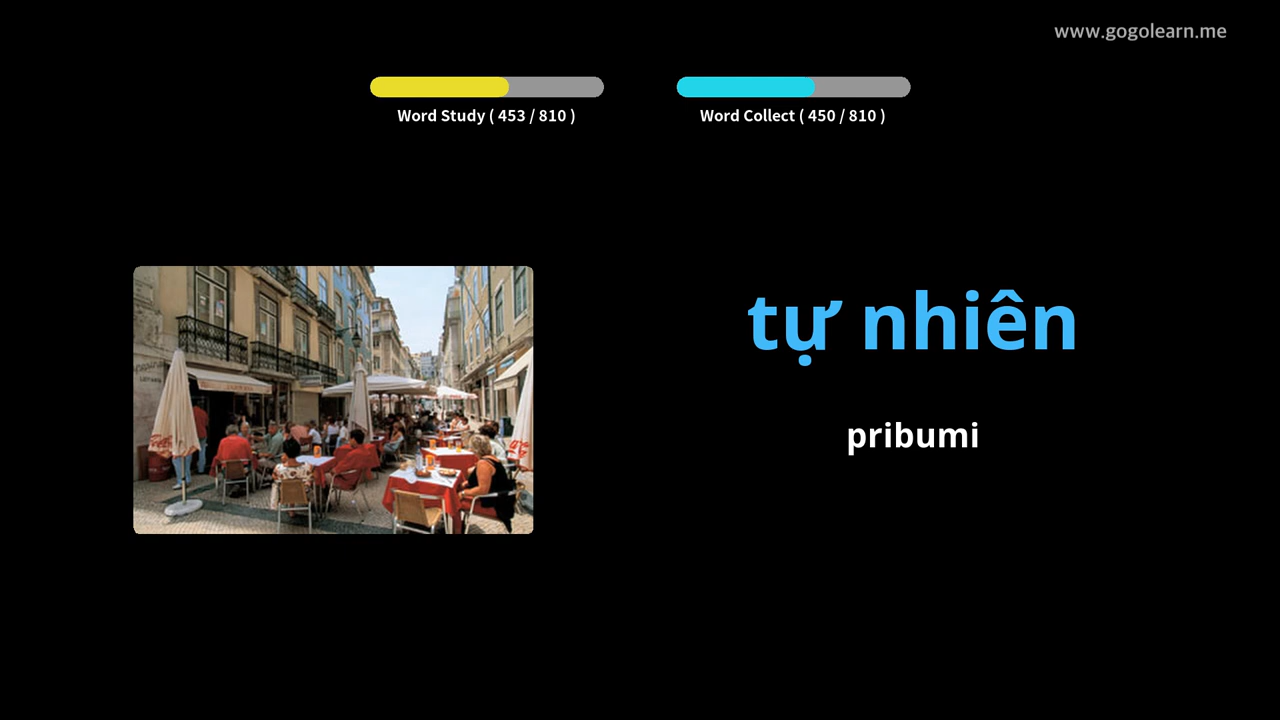 www.gogolearn.me
Word Study ( 453 / 810 )
Word Collect ( 450 / 810 )
tự nhiên
pribumi